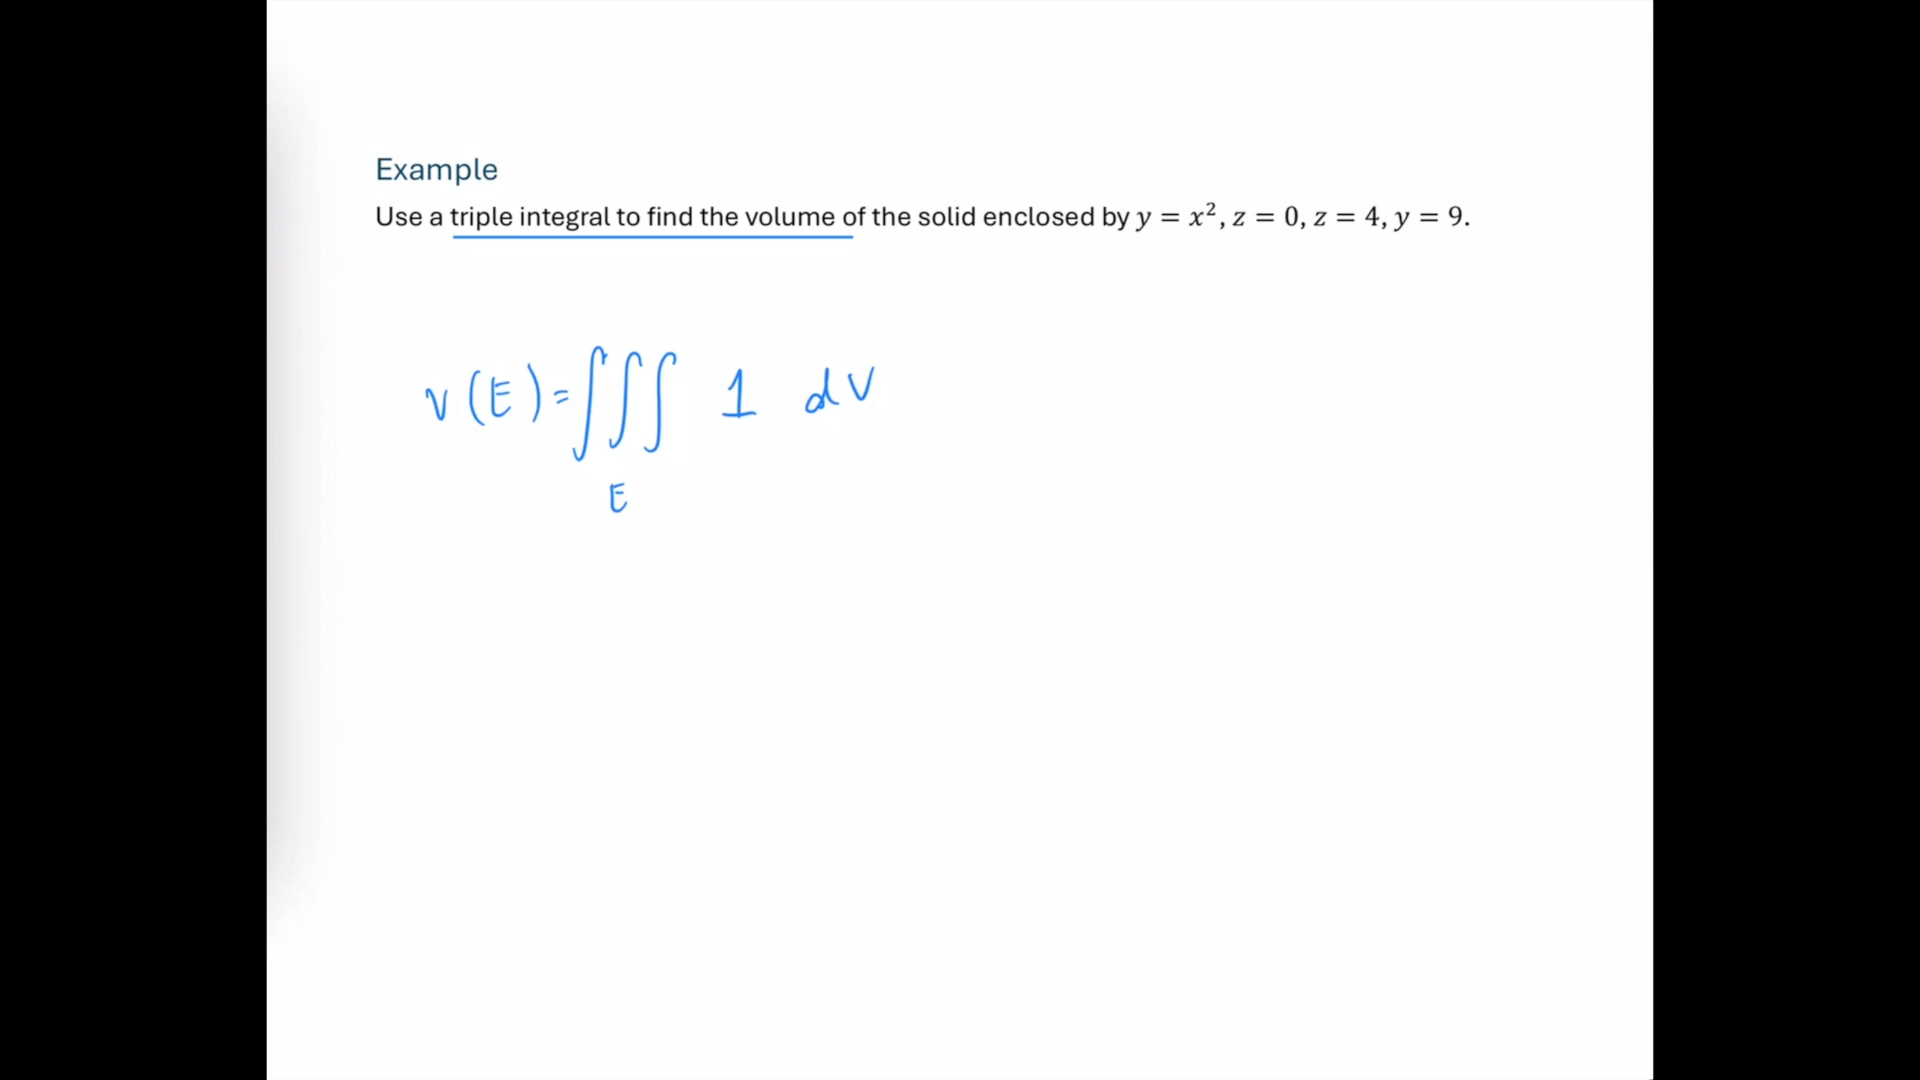 Example
Use a triple integral to find the volume of the solid enclosed by y = x², z = 0, z = 4, y = 9.
V(E) = ∭ 1 dV
E